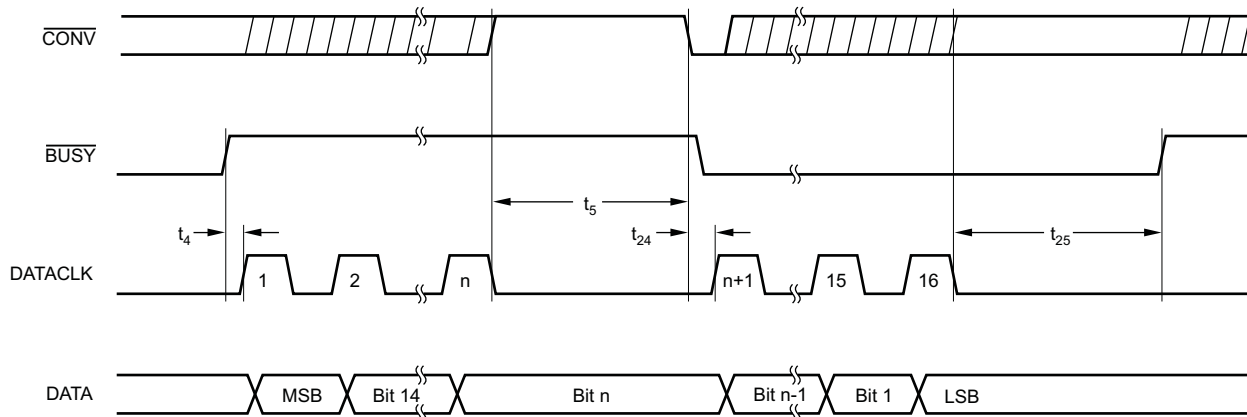 CONV
BUSY
t5
t4
t24
t25
DATACLK
1
2
n
n+1
15
16
DATA
MSB
Bit 14
Bit n
Bit n-1
Bit 1
LSB